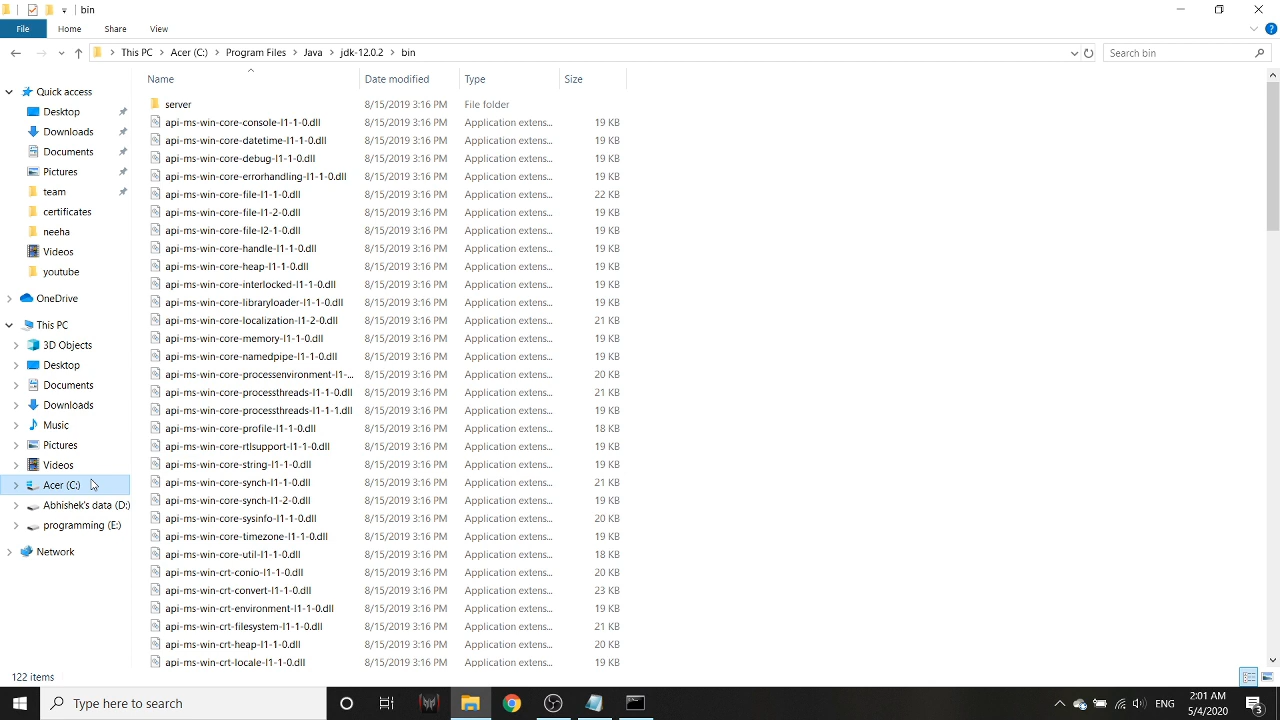 bin
File Home Share View
This PC Acer (C:) Program Files Java jdk-12.0.2 bin Search bin
Name Date modified Type Size
Quick access
Desktop
Downloads
Documents
Pictures
team
certificates
neeha
Videos
youtube
OneDrive
This PC
3D Objects
Desktop
Documents
Downloads
Music
Pictures
Videos
Acer (C:)
Abhishek's data (D:)
programming (E:)
Network
server 8/15/2019 3:16 PM File folder
api-ms-win-core-console-l1-1-0.dll 8/15/2019 3:16 PM Application extens... 19 KB
api-ms-win-core-datetime-l1-1-0.dll 8/15/2019 3:16 PM Application extens... 19 KB
api-ms-win-core-debug-l1-1-0.dll 8/15/2019 3:16 PM Application extens... 19 KB
api-ms-win-core-errorhandling-l1-1-0.dll 8/15/2019 3:16 PM Application extens... 19 KB
api-ms-win-core-file-l1-1-0.dll 8/15/2019 3:16 PM Application extens... 22 KB
api-ms-win-core-file-l1-2-0.dll 8/15/2019 3:16 PM Application extens... 19 KB
api-ms-win-core-file-l2-1-0.dll 8/15/2019 3:16 PM Application extens... 19 KB
api-ms-win-core-handle-l1-1-0.dll 8/15/2019 3:16 PM Application extens... 19 KB
api-ms-win-core-heap-l1-1-0.dll 8/15/2019 3:16 PM Application extens... 19 KB
api-ms-win-core-interlocked-l1-1-0.dll 8/15/2019 3:16 PM Application extens... 19 KB
api-ms-win-core-libraryloader-l1-1-0.dll 8/15/2019 3:16 PM Application extens... 19 KB
api-ms-win-core-localization-l1-2-0.dll 8/15/2019 3:16 PM Application extens... 21 KB
api-ms-win-core-memory-l1-1-0.dll 8/15/2019 3:16 PM Application extens... 19 KB
api-ms-win-core-namedpipe-l1-1-0.dll 8/15/2019 3:16 PM Application extens... 19 KB
api-ms-win-core-processenvironment-l1-... 8/15/2019 3:16 PM Application extens... 20 KB
api-ms-win-core-processthreads-l1-1-0.dll 8/15/2019 3:16 PM Application extens... 21 KB
api-ms-win-core-processthreads-l1-1-1.dll 8/15/2019 3:16 PM Application extens... 19 KB
api-ms-win-core-profile-l1-1-0.dll 8/15/2019 3:16 PM Application extens... 18 KB
api-ms-win-core-rtlsupport-l1-1-0.dll 8/15/2019 3:16 PM Application extens... 19 KB
api-ms-win-core-string-l1-1-0.dll 8/15/2019 3:16 PM Application extens... 19 KB
api-ms-win-core-synch-l1-1-0.dll 8/15/2019 3:16 PM Application extens... 21 KB
api-ms-win-core-synch-l1-2-0.dll 8/15/2019 3:16 PM Application extens... 19 KB
api-ms-win-core-sysinfo-l1-1-0.dll 8/15/2019 3:16 PM Application extens... 20 KB
api-ms-win-core-timezone-l1-1-0.dll 8/15/2019 3:16 PM Application extens... 19 KB
api-ms-win-core-util-l1-1-0.dll 8/15/2019 3:16 PM Application extens... 18 KB
api-ms-win-crt-conio-l1-1-0.dll 8/15/2019 3:16 PM Application extens... 20 KB
api-ms-win-crt-convert-l1-1-0.dll 8/15/2019 3:16 PM Application extens... 23 KB
api-ms-win-crt-environment-l1-1-0.dll 8/15/2019 3:16 PM Application extens... 19 KB
api-ms-win-crt-filesystem-l1-1-0.dll 8/15/2019 3:16 PM Application extens... 21 KB
api-ms-win-crt-heap-l1-1-0.dll 8/15/2019 3:16 PM Application extens... 20 KB
api-ms-win-crt-locale-l1-1-0.dll 8/15/2019 3:16 PM Application extens... 19 KB
122 items
Type here to search
ENG
2:01 AM
5/4/2020
3